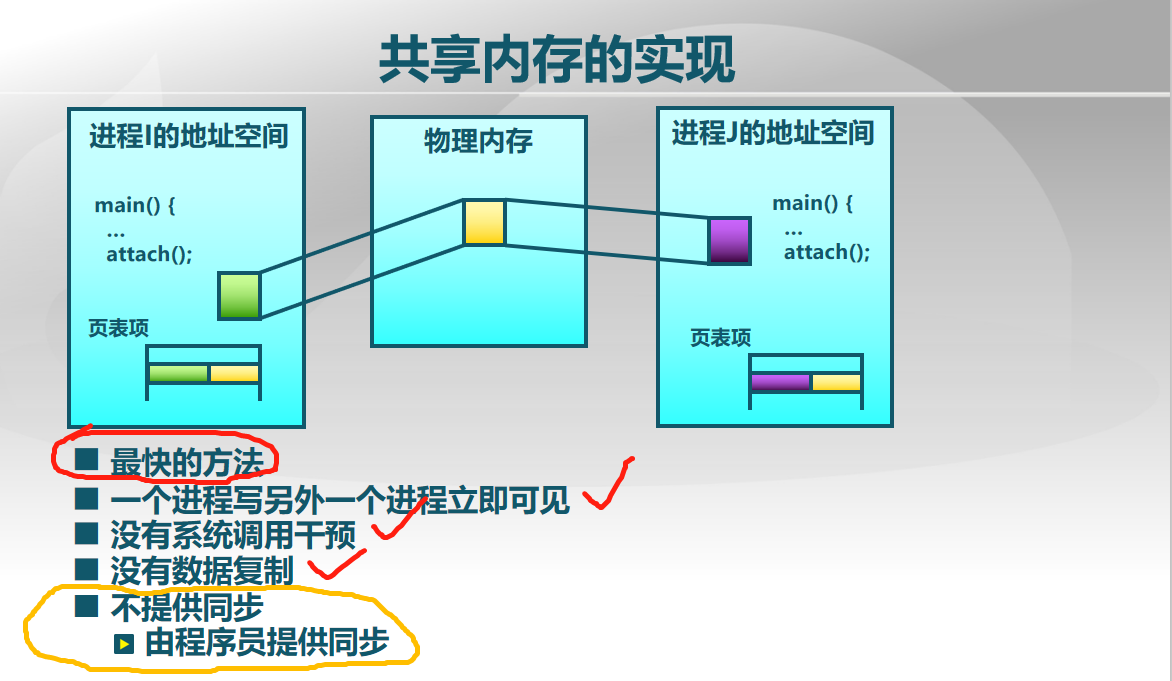 共享内存的实现
进程I的地址空间
main() {
...
attach();
页表项
物理内存
进程J的地址空间
main() {
...
attach();
页表项
最快的方法
一个进程写另外一个进程立即可见
没有系统调用干预
没有数据复制
不提供同步
由程序员提供同步